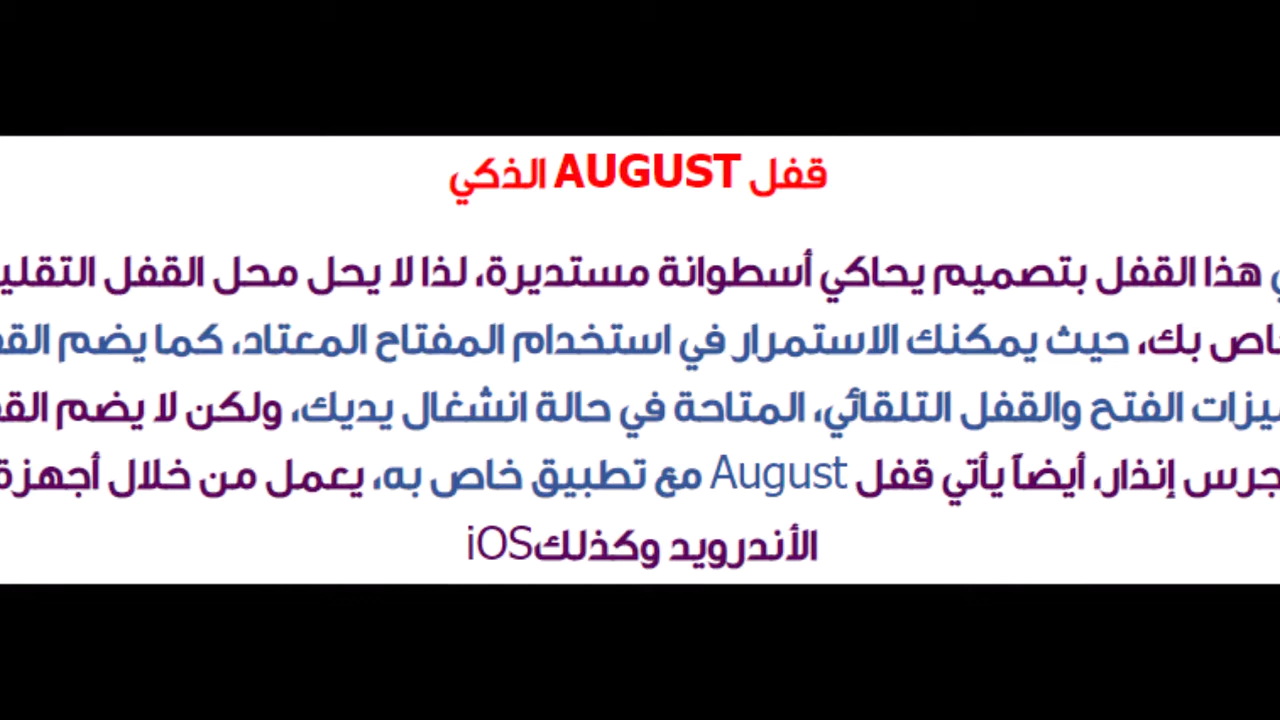 قفل AUGUST الذكي
هذا القفل بتصميم يحاكي أسطوانة مستديرة، لذا لا يحل محل القفل
بك، حيث يمكنك الاستمرار في استخدام المفتاح المعتاد، كما يضم
الفتح والقفل التلقائي، المتاحة في حالة انشغال يديك، ولكن لا يضم
جرس إنذار، أيضاً يأتي قفل August مع تطبيق خاص به، يعمل من خلال أجهزة
الأندرويد وكذلكiOS